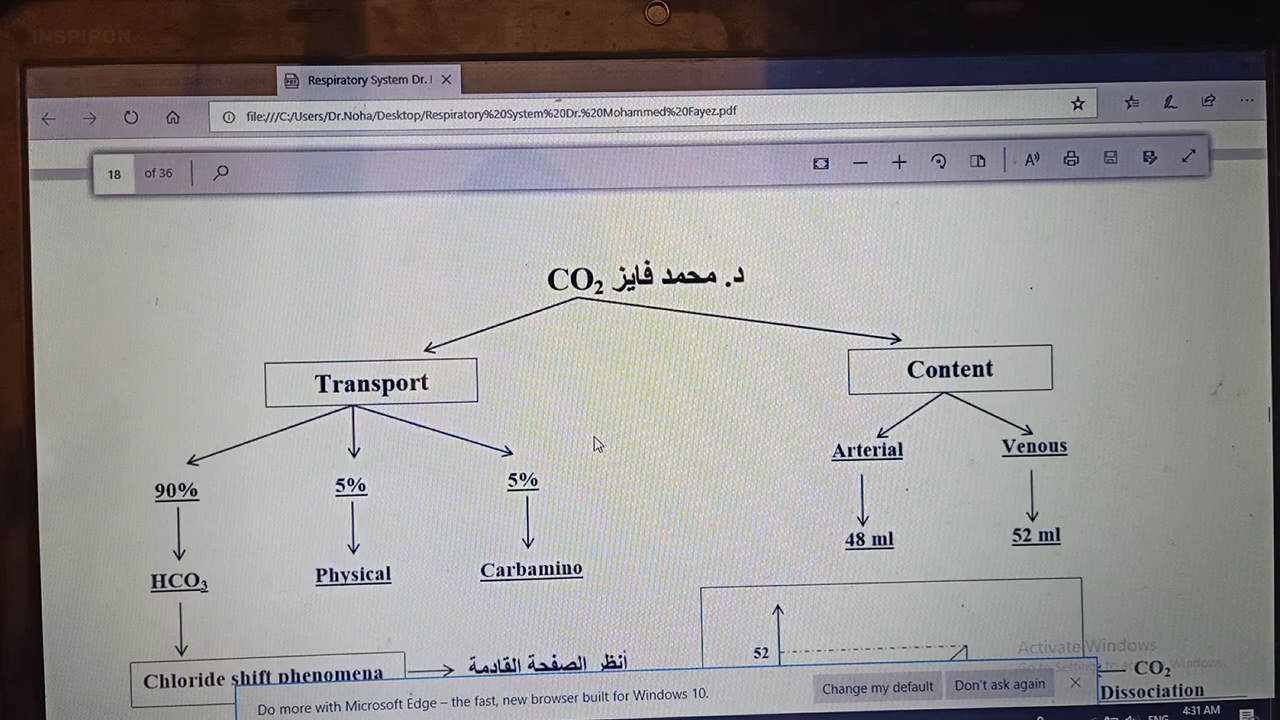 INSPIRON
Respiratory System Dr. I
file:///C:/Users/Dr.Noha/Desktop/Respiratory%20System%20Dr.%20Mohammed%20Fayez.pdf
18 of 36
د. محمد فايز CO₂
Transport
Content
90%
5%
5%
Arterial
Venous
HCO₃
Physical
Carbamino
48 ml
52 ml
Chloride shift phenomena
أنظر الصفحة القادمة
52
Activate Windows
CO₂
Dissociation
Do more with Microsoft Edge – the fast, new browser built for Windows 10.
Change my default
Don't ask again
ENG
4:31 AM